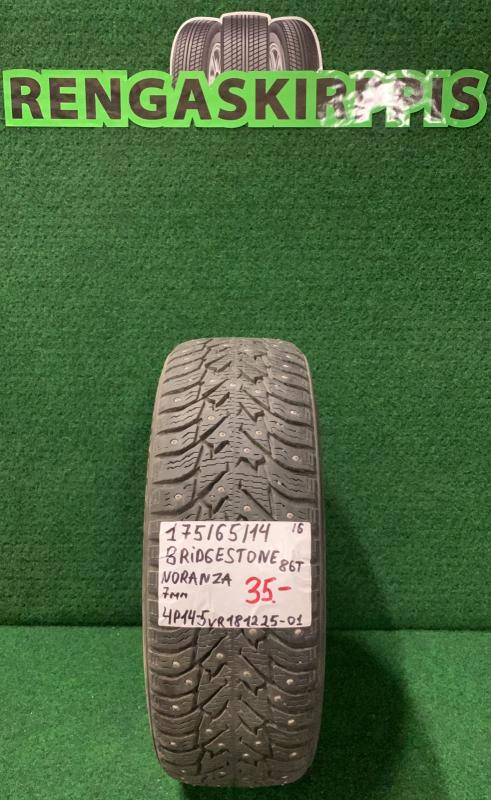 RENGASKIRPPIS
175/65/14 16
BRiDGESTONE 86T
NORANZA
7mm 35.-
4P14-5 VR181225-01